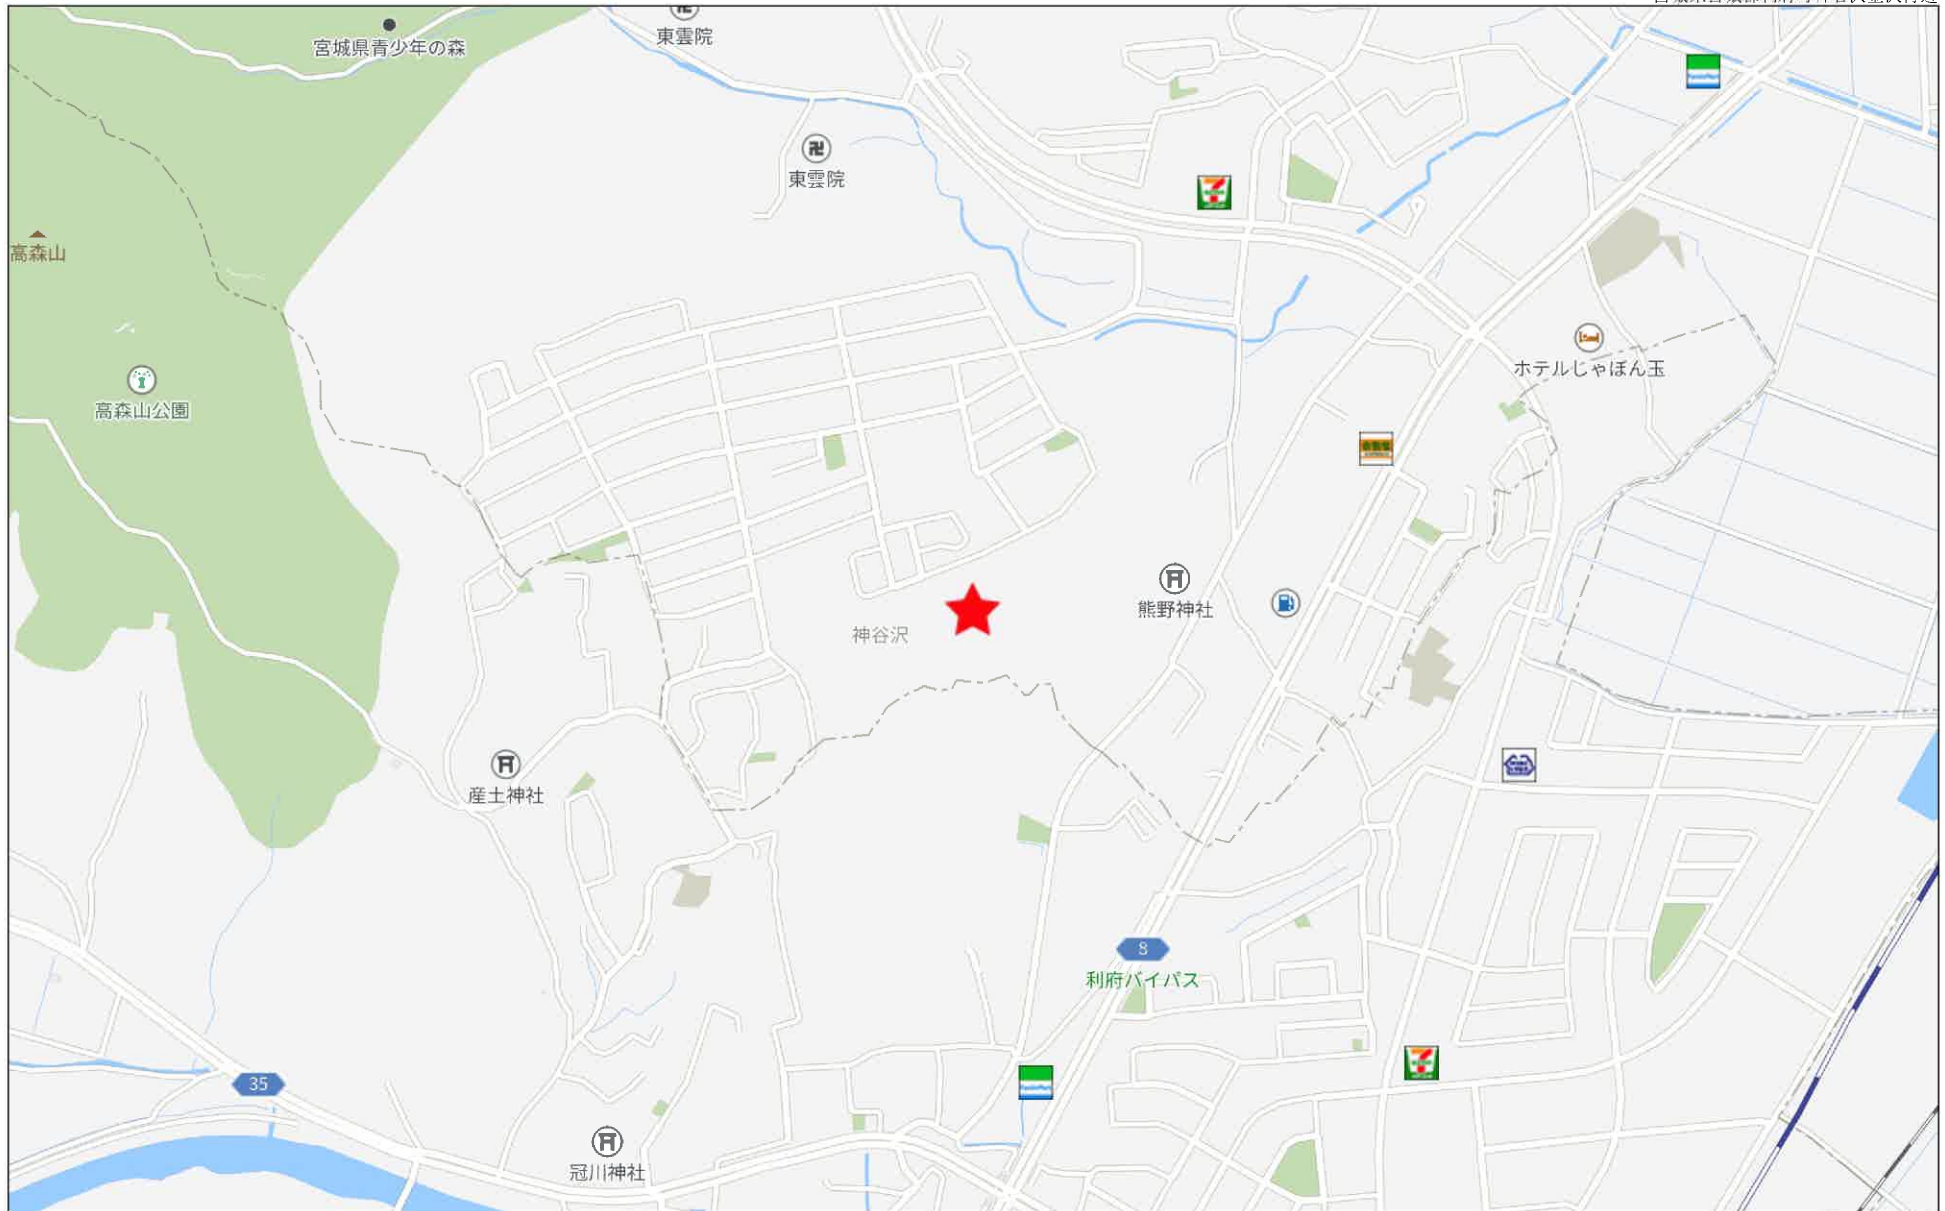 東雲院
宮城県青少年の森
東雲院
高森山
ホテルしゃぼん玉
高森山公園
熊野神社
神谷沢
産土神社
8
利府バイパス
35
冠川神社